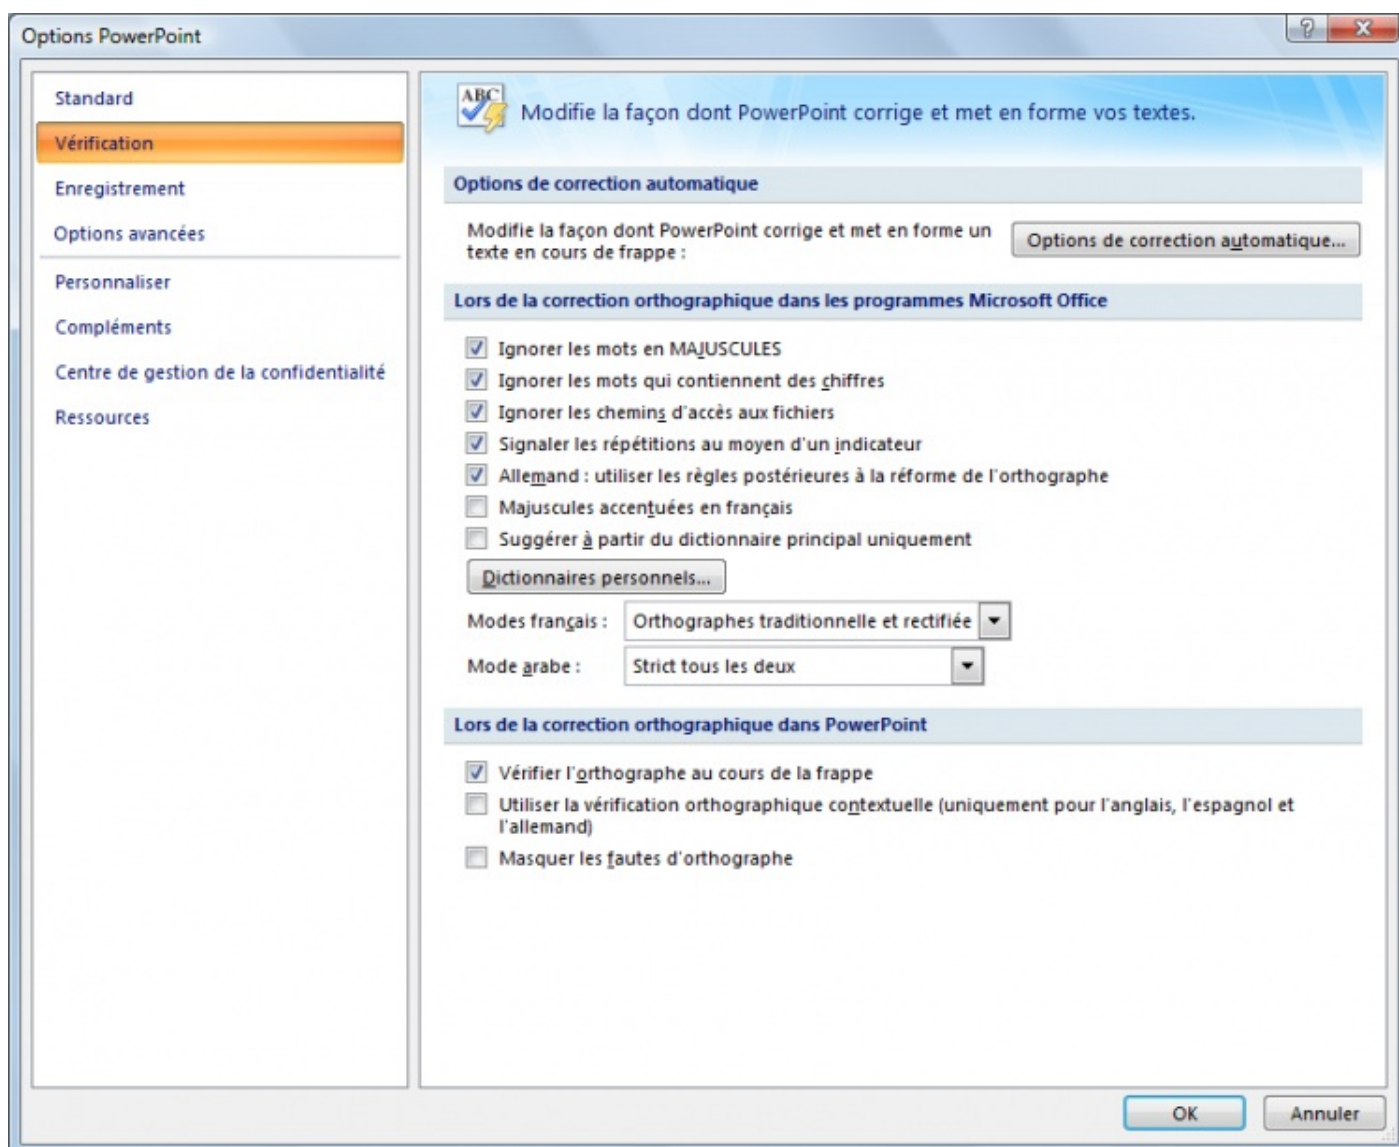 Options PowerPoint
Standard
Vérification
Enregistrement
Options avancées
Personnaliser
Compléments
Centre de gestion de la confidentialité
Ressources
ABC
Modifie la façon dont PowerPoint corrige et met en forme vos textes.
Options de correction automatique
Modifie la façon dont PowerPoint corrige et met en forme un
texte en cours de frappe :
Options de correction automatique...
Lors de la correction orthographique dans les programmes Microsoft Office
Ignorer les mots en MAJUSCULES
Ignorer les mots qui contiennent des chiffres
Ignorer les chemins d'accès aux fichiers
Signaler les répétitions au moyen d'un indicateur
Allemand : utiliser les règles postérieures à la réforme de l'orthographe
Majuscules accentuées en français
Suggérer à partir du dictionnaire principal uniquement
Dictionnaires personnels...
Modes français : Orthographes traditionnelle et rectifiée
Mode arabe : Strict tous les deux
Lors de la correction orthographique dans PowerPoint
Vérifier l'orthographe au cours de la frappe
Utiliser la vérification orthographique contextuelle (uniquement pour l'anglais, l'espagnol et
l'allemand)
Masquer les fautes d'orthographe
OK Annuler